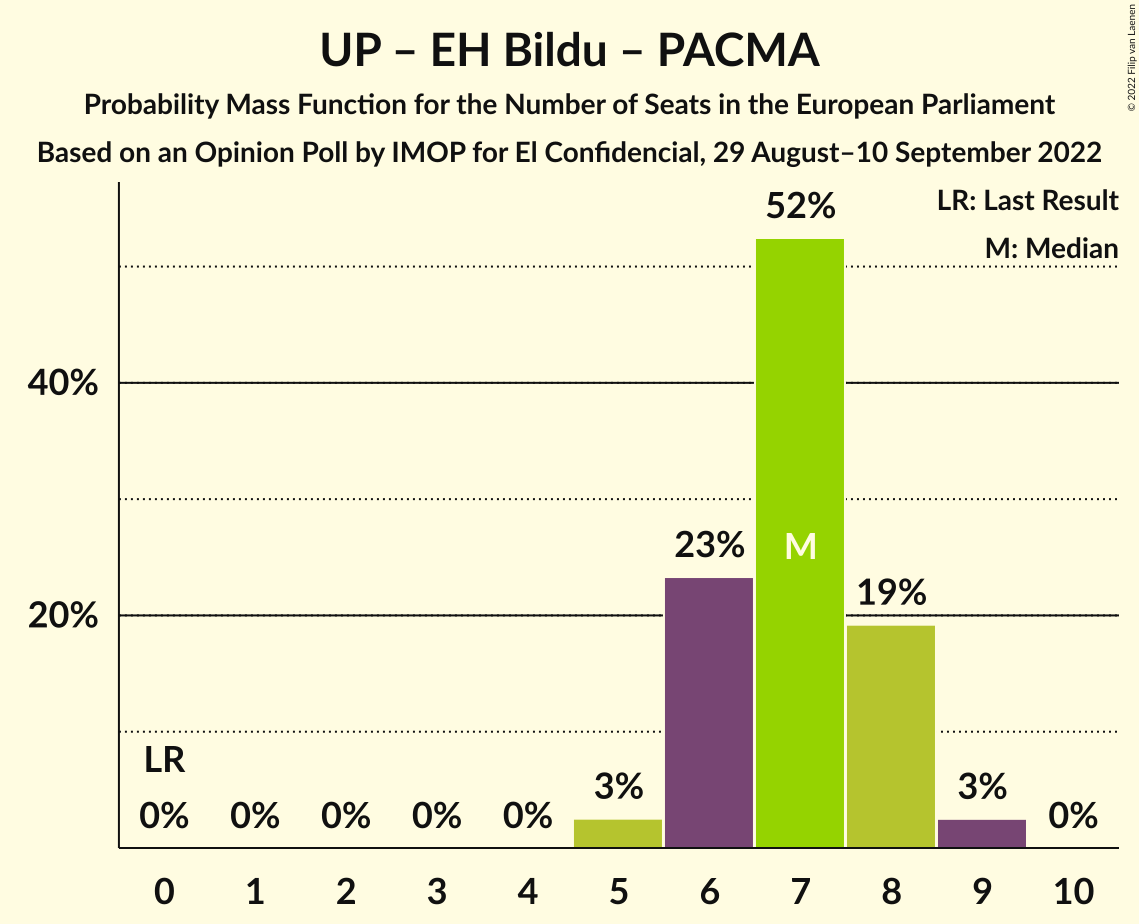 UP – EH Bildu – PACMA
Probability Mass Function for the Number of Seats in the European Parliament
Based on an Opinion Poll by IMOP for El Confidencial, 29 August–10 September 2022
© 2022 Filip van Laenen
LR: Last Result
M: Median
52%
40%
23%
M
19%
20%
LR
0%
0%
0%
0%
0%
3%
3%
0%
0 1 2 3 4 5 6 7 8 9 10